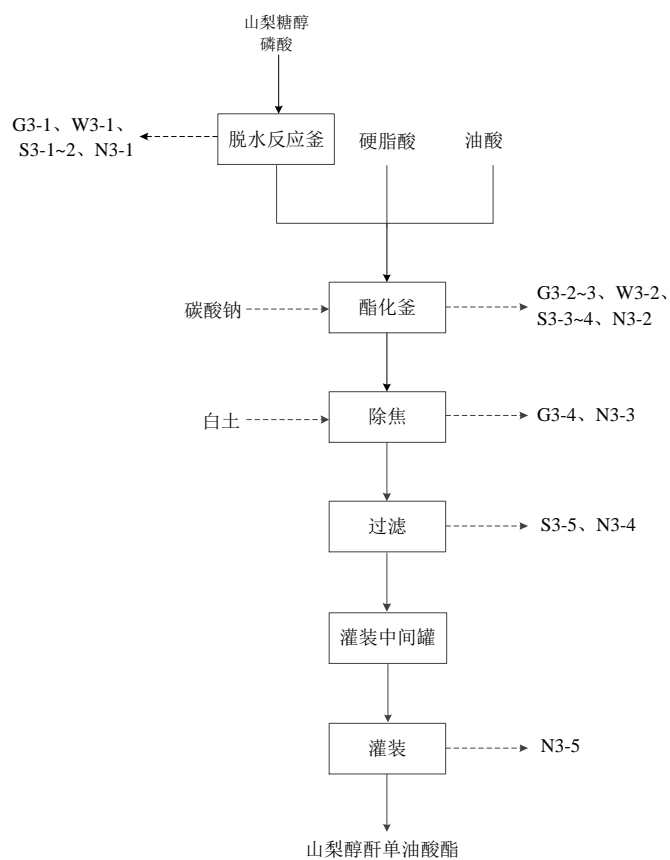 山梨糖醇
磷酸
G3-1、W3-1、
S3-1~2、N3-1
脱水反应釜
硬脂酸
油酸
碳酸钠
酯化釜
G3-2~3、W3-2、
S3-3~4、N3-2
白土
除焦
G3-4、N3-3
过滤
S3-5、N3-4
灌装中间罐
灌装
N3-5
山梨醇酐单油酸酯